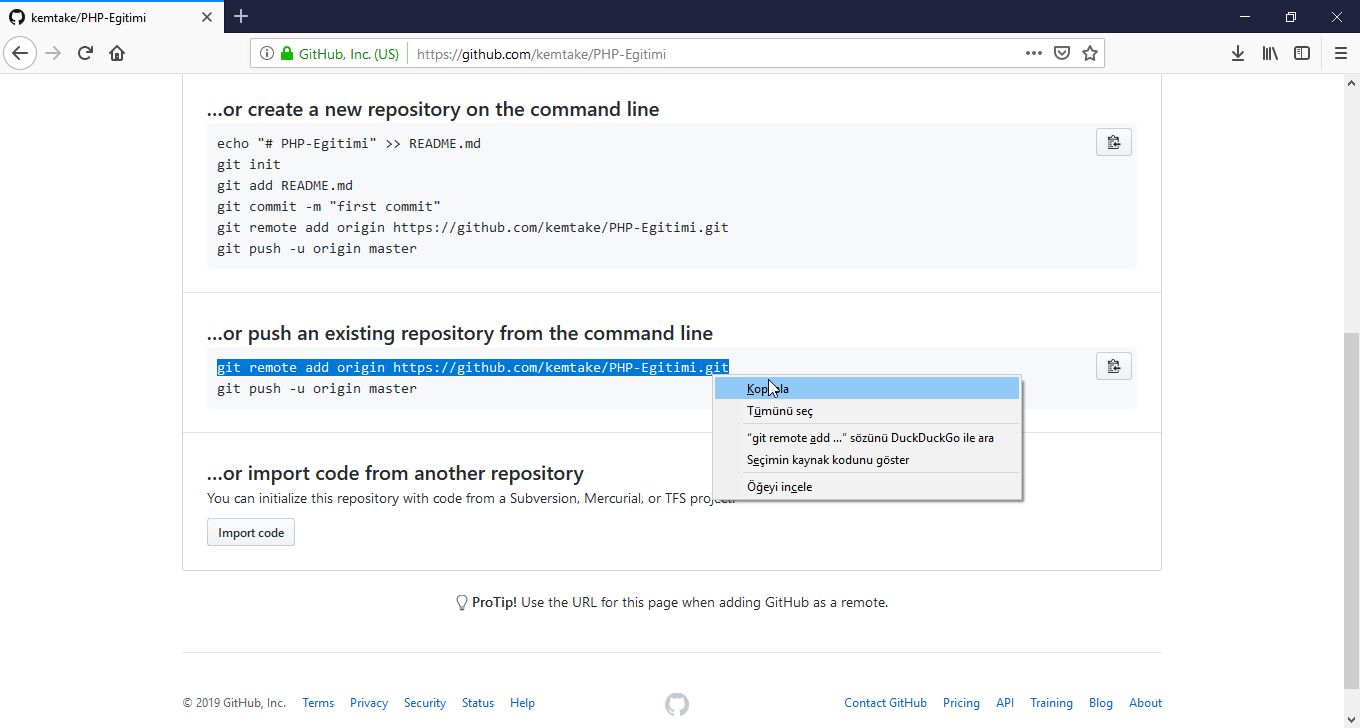 kemtake/PHP-Egitimi
GitHub, Inc. (US) https://github.com/kemtake/PHP-Egitimi
…or create a new repository on the command line
echo "# PHP-Egitimi" >> README.md
git init
git add README.md
git commit -m "first commit"
git remote add origin https://github.com/kemtake/PHP-Egitimi.git
git push -u origin master
…or push an existing repository from the command line
git remote add origin https://github.com/kemtake/PHP-Egitimi.git
git push -u origin master
Tümünü seç
"git remote add ..." sözünü DuckDuckGo ile ara
Seçimin kaynak kodunu göster
Öğeyi incele
…or import code from another repository
You can initialize this repository with code from a Subversion, Mercurial, or TFS project.
Import code
ProTip! Use the URL for this page when adding GitHub as a remote.
© 2019 GitHub, Inc. Terms Privacy Security Status Help Contact GitHub Pricing API Training Blog About